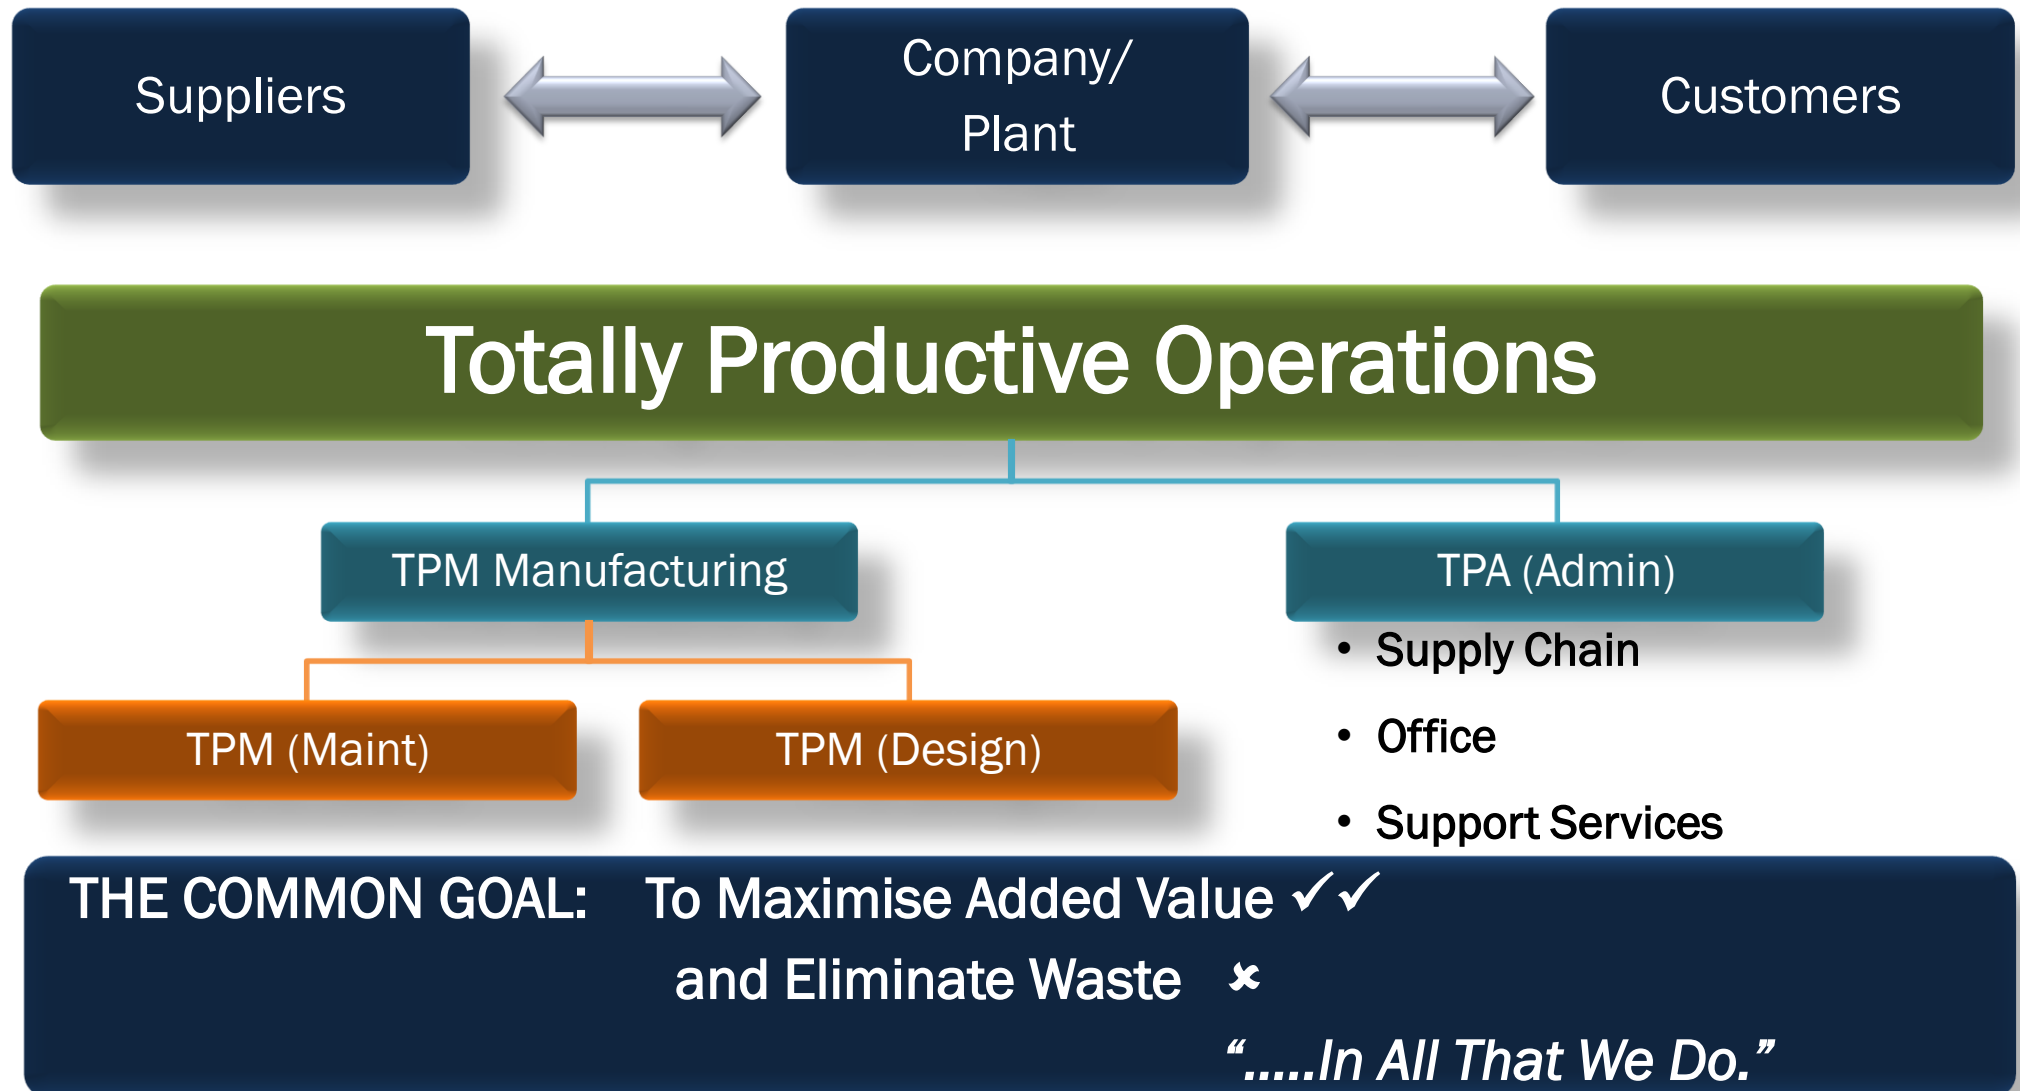 Suppliers
Company/
Plant
Customers
Totally Productive Operations
TPM Manufacturing
TPA (Admin)
• Supply Chain
• Office
• Support Services
TPM (Maint)
TPM (Design)
THE COMMON GOAL: To Maximise Added Value ✓✓
and Eliminate Waste ✘
“.....In All That We Do.”